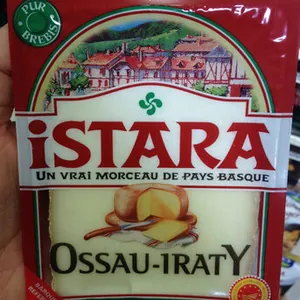 PUR
BREBIS
iSTARA
UN VRAI MORCEAU DE PAYS BASQUE
OSSAU-IRATY